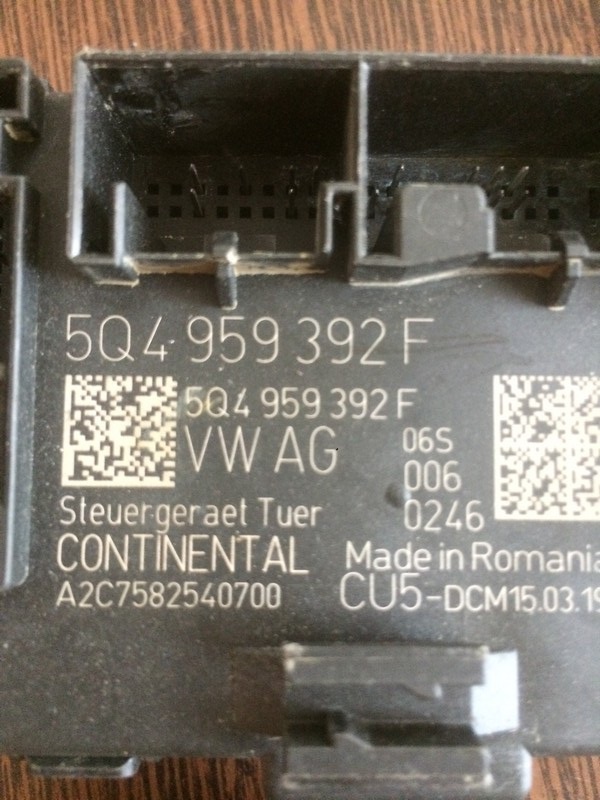 5Q4 959 392 F
5Q4 959 392 F
VW AG 06S
006
Steuergeraet Tuer 0246
CONTINENTAL Made in Romania
A2C7582540700 CU5-DCM15.03.19